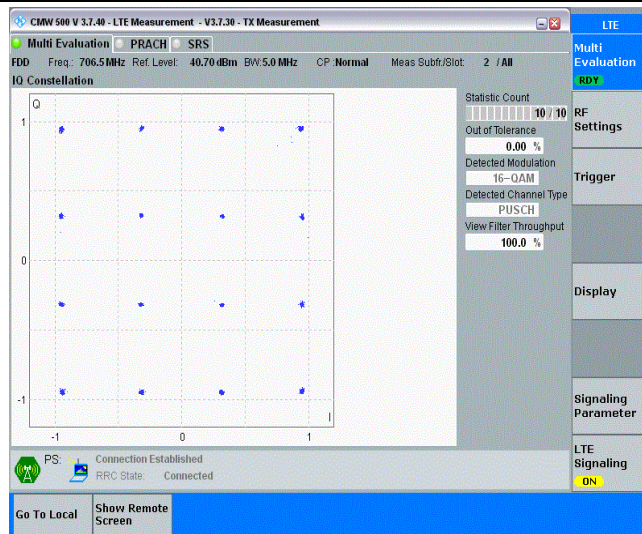 CMW 500 V 3.7.40 - LTE Measurement - V3.7.30 - TX Measurement
LTE
Multi Evaluation PRACH SRS
Multi
Evaluation
RDY
FDD Freq.: 706.5 MHz Ref. Level: 40.70 dBm BW: 5.0 MHz CP : Normal Meas Subfr./Slot: 2 / All
IQ Constellation
Q
1
0
-1
-1 0 1
I
Statistic Count
10 / 10
Out of Tolerance
0.00 %
Detected Modulation
16-QAM
Detected Channel Type
PUSCH
View Filter Throughput
100.0 %
RF
Settings
Trigger
Display
Signaling
Parameter
LTE
Signaling
ON
PS: Connection Established
RRC State: Connected
Go To Local
Show Remote
Screen